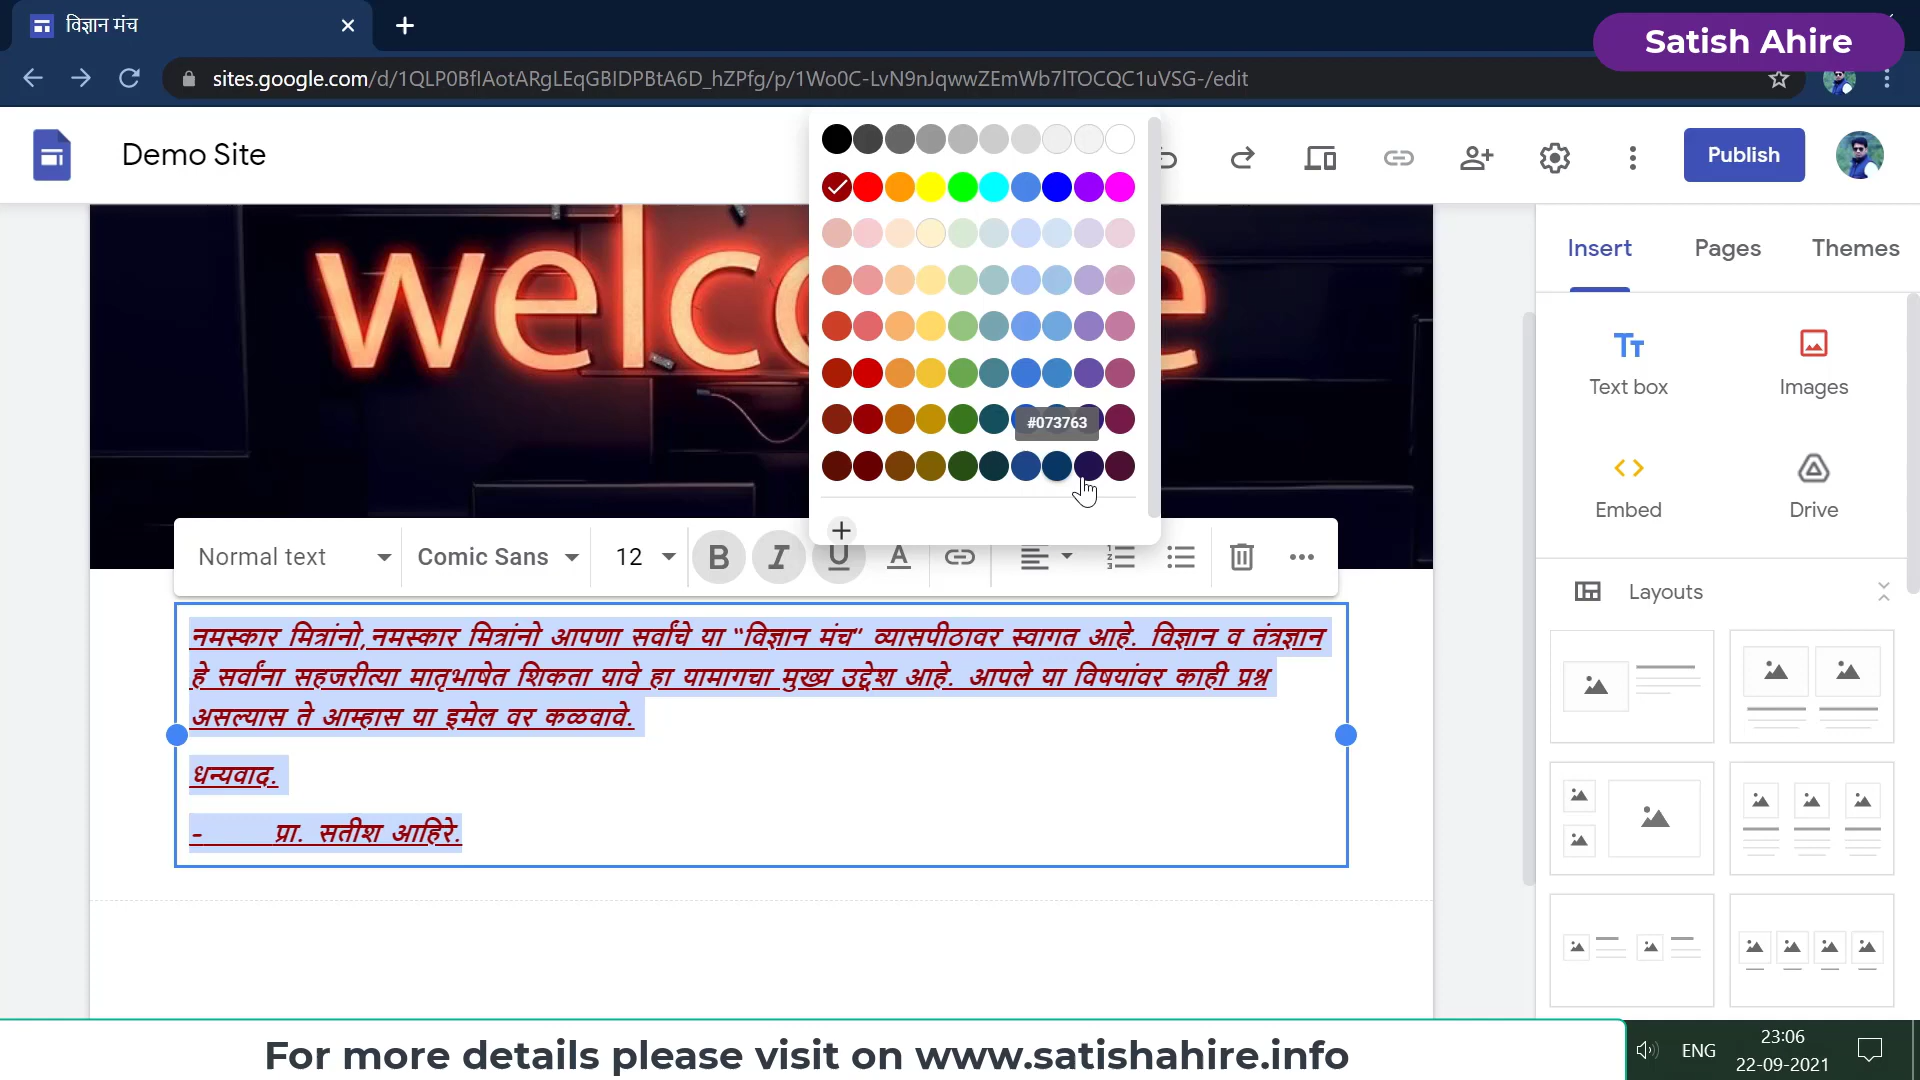 विज्ञान मंच
Satish Ahire
sites.google.com/d/1QLP0BfIAotARgLEqGBIDPBtA6D_hZPfg/p/1Wo0C-LvN9nJqwwZEmWb7lTOCQC1uVSG-/edit
Demo Site
Publish
welco e
Insert Pages Themes
Text box Images
#073763
Embed Drive
Normal text Comic Sans 12 B I U A
Layouts
नमस्कार मित्रांनो,नमस्कार मित्रांनो आपणा सर्वांचे या “विज्ञान मंच” व्यासपीठावर स्वागत आहे. विज्ञान व तंत्रज्ञान
हे सर्वांना सहजरीत्या मातृभाषेत शिकता यावे हा यामागचा मुख्य उद्देश आहे. आपले या विषयांवर काही प्रश्न
असल्यास ते आम्हास या इमेल वर कळवावे.
धन्यवाद.
- प्रा. सतीश आहिरे.
For more details please visit on www.satishahire.info
ENG
23:06
22-09-2021